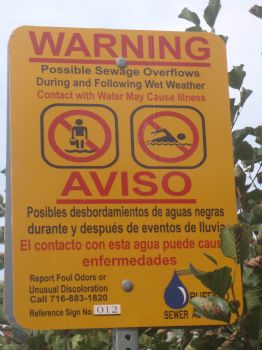 WARNING
Possible Sewage Overflows
During and Following Wet Weather
Contact with Water May Cause Illness
AVISO
Posibles desbordamientos de aguas negras
durante y después de eventos de lluvia
El contacto con esta agua puede
enfermedades
Report Foul Odors or
Unusual Discoloration
Call 716-883-1820
Reference Sign No. 012
SEWER